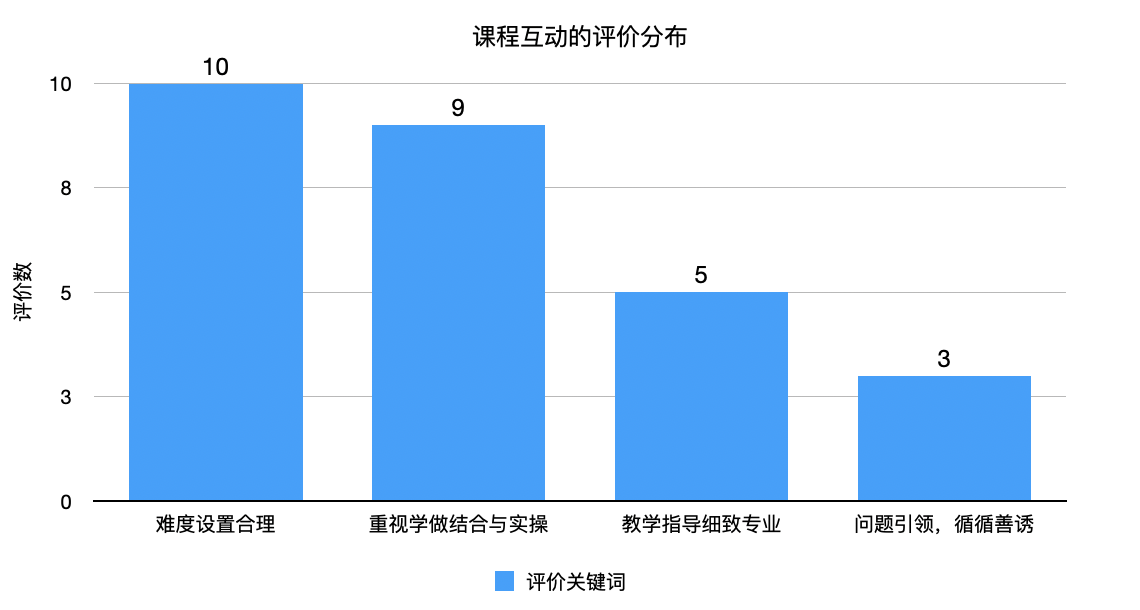 课程互动的评价分布
10
9
5
3
10
8
5
3
0
评价数
难度设置合理
重视学做结合与实操
教学指导细致专业
问题引领，循循善诱
评价关键词